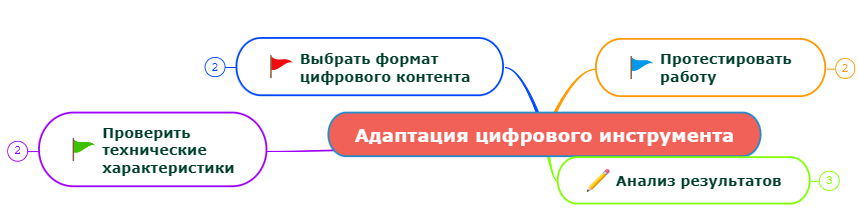 2
Выбрать формат
цифрового контента
Протестировать
работу
2
Адаптация цифрового инструмента
2
Проверить
технические
характеристики
Анализ результатов
3